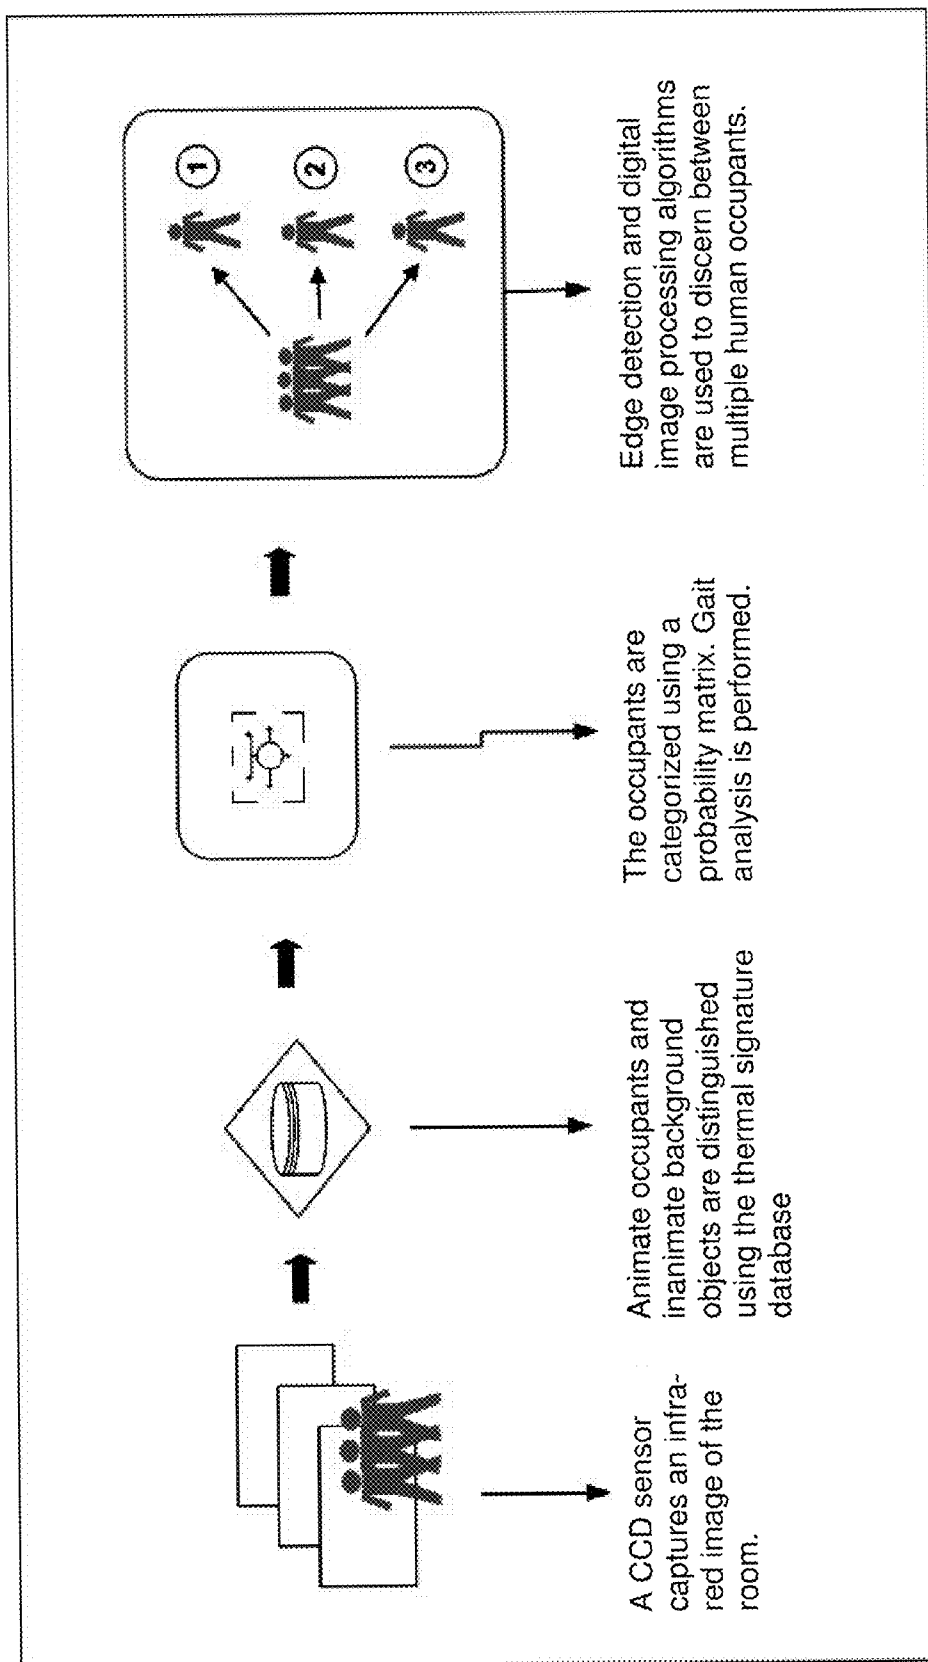 A CCD sensor
captures an infra-
red image of the
room.
Animate occupants and
inanimate background
objects are distinguished
using the thermal signature
database
The occupants are
categorized using a
probability matrix. Gait
analysis is performed.
1
2
3
Edge detection and digital
image processing algorithms
are used to discern between
multiple human occupants.